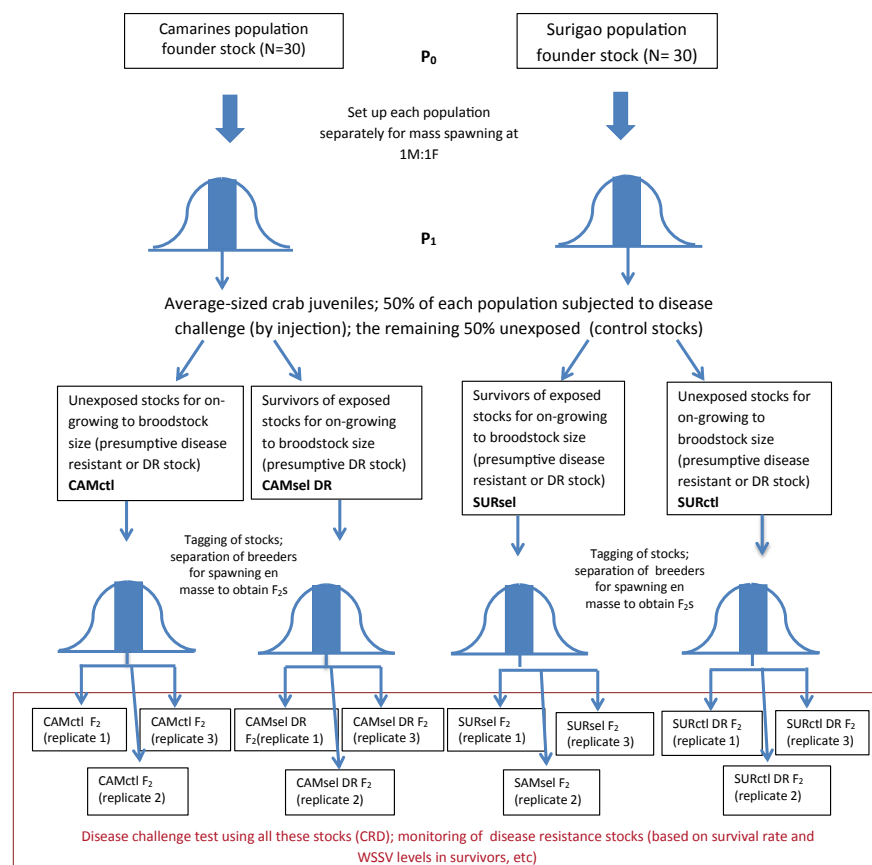 Camarines population
founder stock (N=30)
P₀
Surigao population
founder stock (N= 30)
Set up each population
separately for mass spawning at
1M:1F
P₁
Average-sized crab juveniles; 50% of each population subjected to disease
challenge (by injection); the remaining 50% unexposed (control stocks)
Unexposed stocks for on-
growing to broodstock
size (presumptive disease
resistant or DR stock)
CAMctl
Survivors of exposed
stocks for on-growing
to broodstock size
(presumptive DR stock)
CAMsel DR
Survivors of exposed
stocks for on-growing
to broodstock size
(presumptive disease
resistant or DR stock)
SURsel
Unexposed stocks for
on-growing to
broodstock size
(presumptive disease
resistant or DR stock)
SURctl
Tagging of stocks;
separation of breeders
for spawning en
masse to obtain F₂s
Tagging of stocks;
separation of breeders
for spawning en
masse to obtain F₂s
CAMctl F₂
(replicate 1)
CAMctl F₂
(replicate 3)
CAMsel DR
F₂(replicate 1)
CAMsel DR F₂
(replicate 3)
SURsel F₂
(replicate 1)
SURsel F₂
(replicate 3)
SURctl DR F₂
(replicate 1)
SURctl DR F₂
(replicate 3)
CAMctl F₂
(replicate 2)
CAMsel DR F₂
(replicate 2)
SAMsel F₂
(replicate 2)
SURctl DR F₂
(replicate 2)
Disease challenge test using all these stocks (CRD); monitoring of disease resistance stocks (based on survival rate and
WSSV levels in survivors, etc)